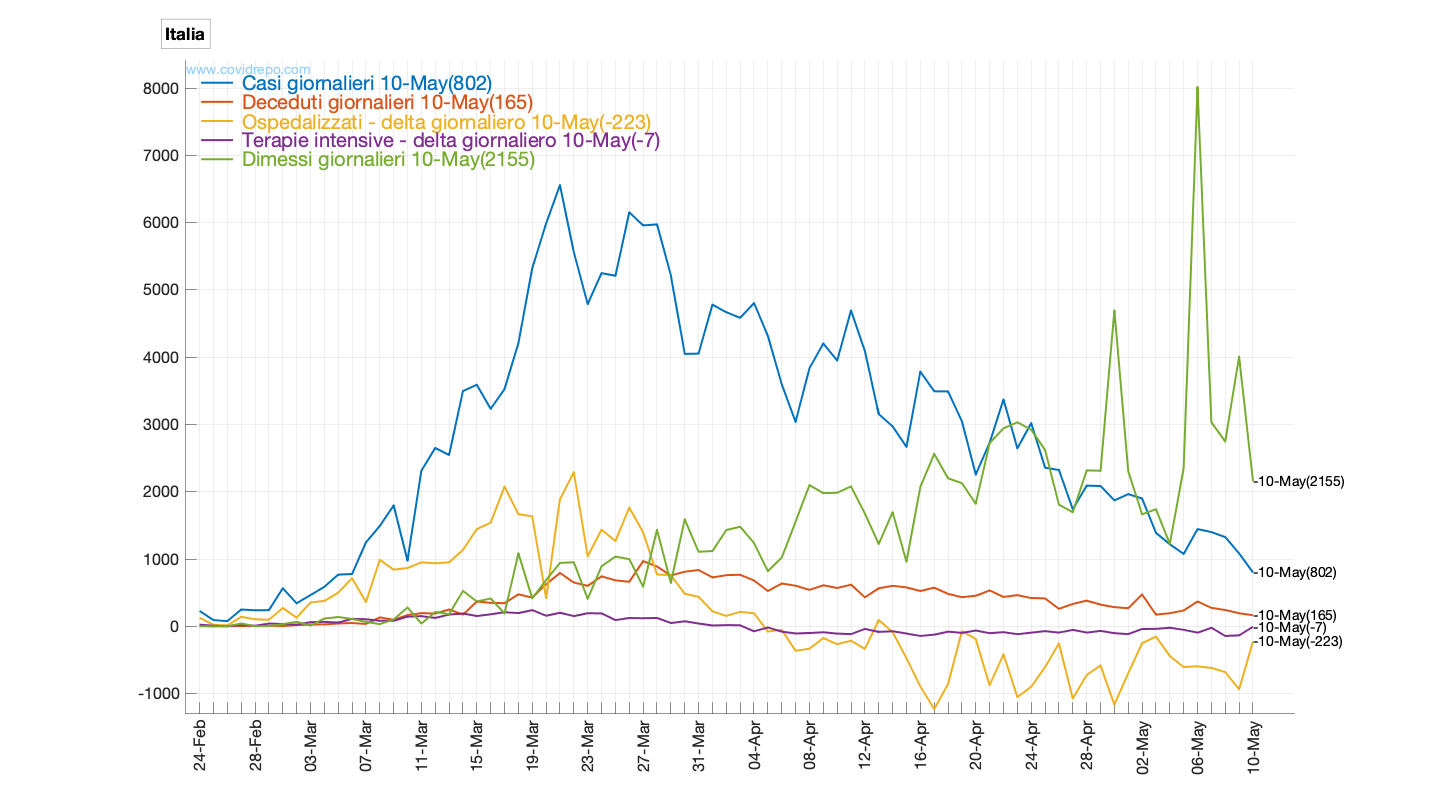 Italia
www.covidrepo.com
Casi giornalieri 10-May(802)
Deceduti giornalieri 10-May(165)
Ospedalizzati - delta giornaliero 10-May(-223)
Terapie intensive - delta giornaliero 10-May(-7)
Dimessi giornalieri 10-May(2155)
8000
7000
6000
5000
4000
3000
2000
1000
0
-1000
10-May(2155)
10-May(802)
10-May(165)
10-May(-7)
10-May(-223)
24-Feb
28-Feb
03-Mar
07-Mar
11-Mar
15-Mar
19-Mar
23-Mar
27-Mar
31-Mar
04-Apr
08-Apr
12-Apr
16-Apr
20-Apr
24-Apr
28-Apr
02-May
06-May
10-May